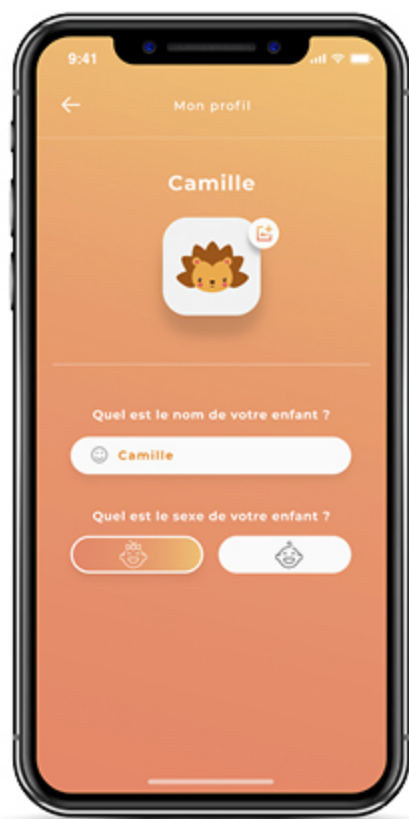 9:41
Mon profil
Camille
Quel est le nom de votre enfant ?
Camille
Quel est le sexe de votre enfant ?